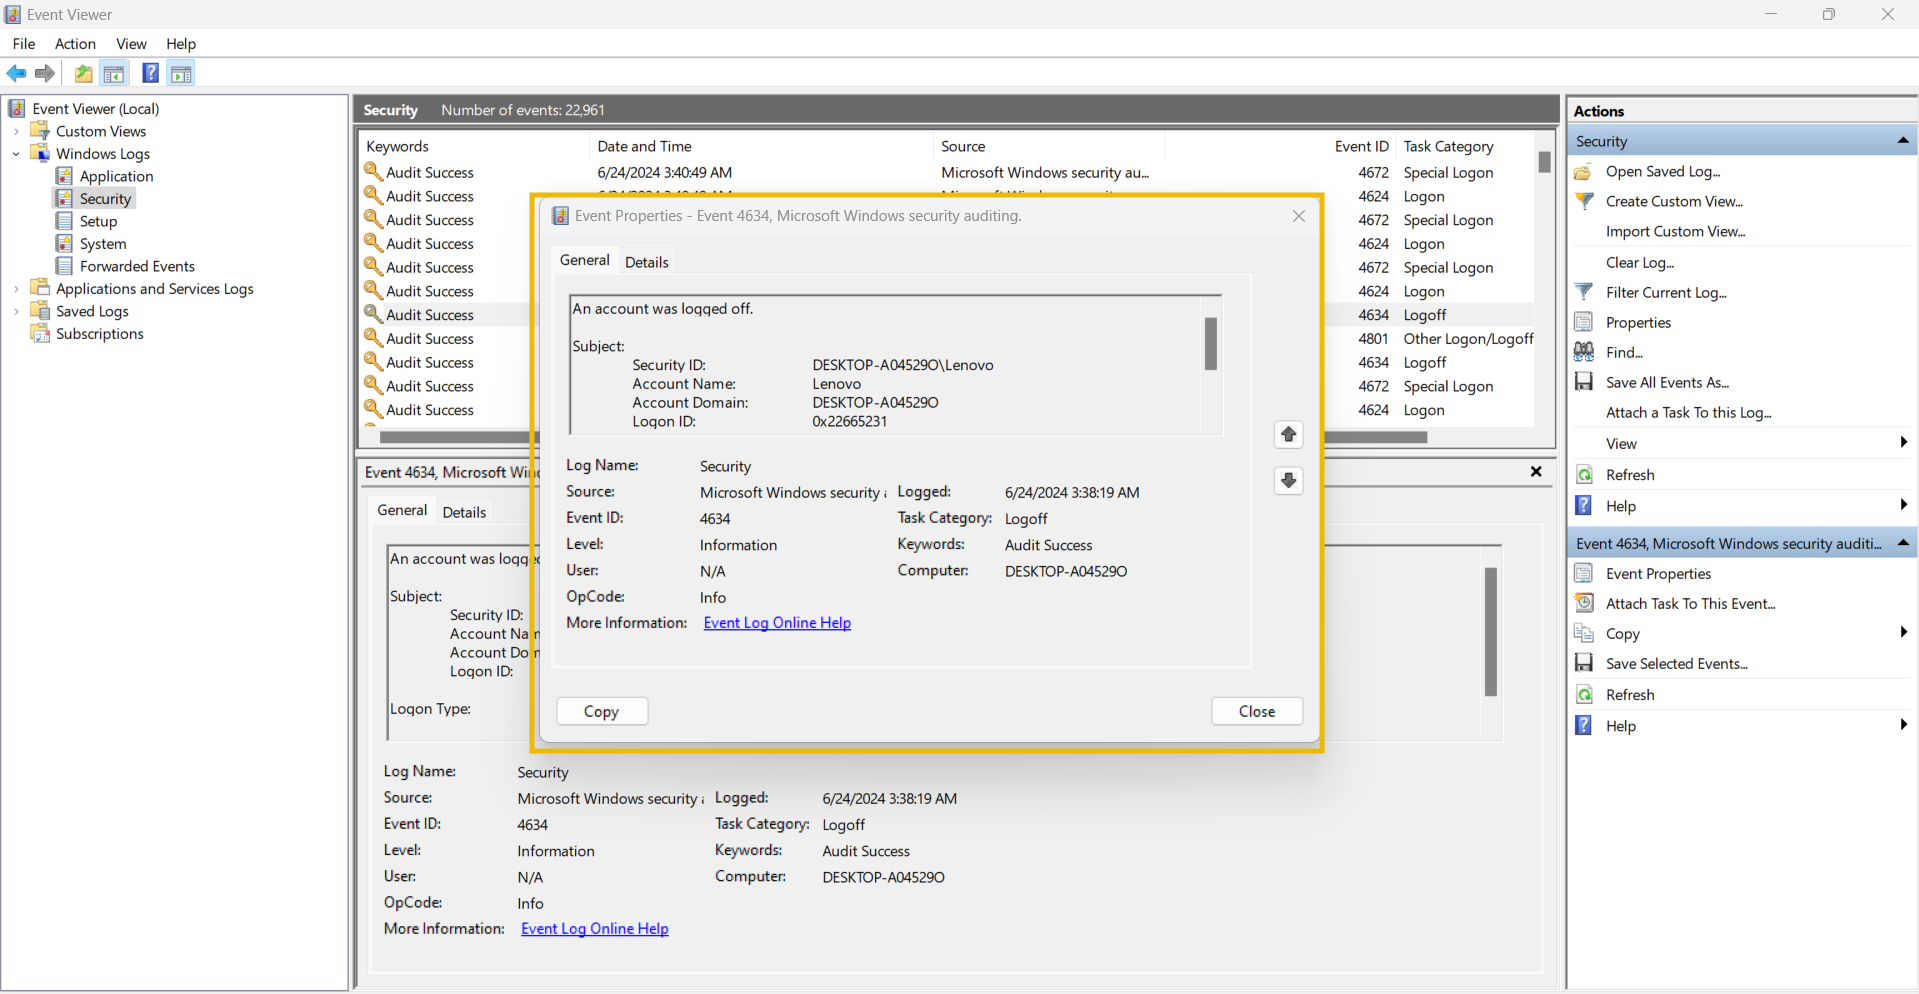 Event Viewer
File Action View Help
Event Viewer (Local)
Custom Views
Windows Logs
Application
Security
Setup
System
Forwarded Events
Applications and Services Logs
Saved Logs
Subscriptions
Security Number of events: 22,961
Keywords Date and Time Source Event ID Task Category
Audit Success 6/24/2024 3:40:49 AM Microsoft Windows security au... 4672 Special Logon
Audit Success 4624 Logon
Audit Success 4672 Special Logon
Audit Success 4624 Logon
Audit Success 4672 Special Logon
Audit Success 4624 Logon
Audit Success 4634 Logoff
Audit Success 4801 Other Logon/Logoff
Audit Success 4634 Logoff
Audit Success 4672 Special Logon
Audit Success 4624 Logon
Event Properties - Event 4634, Microsoft Windows security auditing.
General Details
An account was logged off.
Subject:
Security ID: DESKTOP-A04529O\Lenovo
Account Name: Lenovo
Account Domain: DESKTOP-A04529O
Logon ID: 0x22665231
Log Name: Security
Source: Microsoft Windows security Logged: 6/24/2024 3:38:19 AM
Event ID: 4634 Task Category: Logoff
Level: Information Keywords: Audit Success
User: N/A Computer: DESKTOP-A04529O
OpCode: Info
More Information: Event Log Online Help
Copy Close
Event 4634, Microsoft Win
General Details
An account was logge
Subject:
Security ID:
Account Na
Account Do
Logon ID:
Logon Type:
Log Name: Security
Source: Microsoft Windows security Logged: 6/24/2024 3:38:19 AM
Event ID: 4634 Task Category: Logoff
Level: Information Keywords: Audit Success
User: N/A Computer: DESKTOP-A04529O
OpCode: Info
More Information: Event Log Online Help
Actions
Security
Open Saved Log...
Create Custom View...
Import Custom View...
Clear Log...
Filter Current Log...
Properties
Find...
Save All Events As...
Attach a Task To this Log...
View
Refresh
Help
Event 4634, Microsoft Windows security auditi...
Event Properties
Attach Task To This Event...
Copy
Save Selected Events...
Refresh
Help